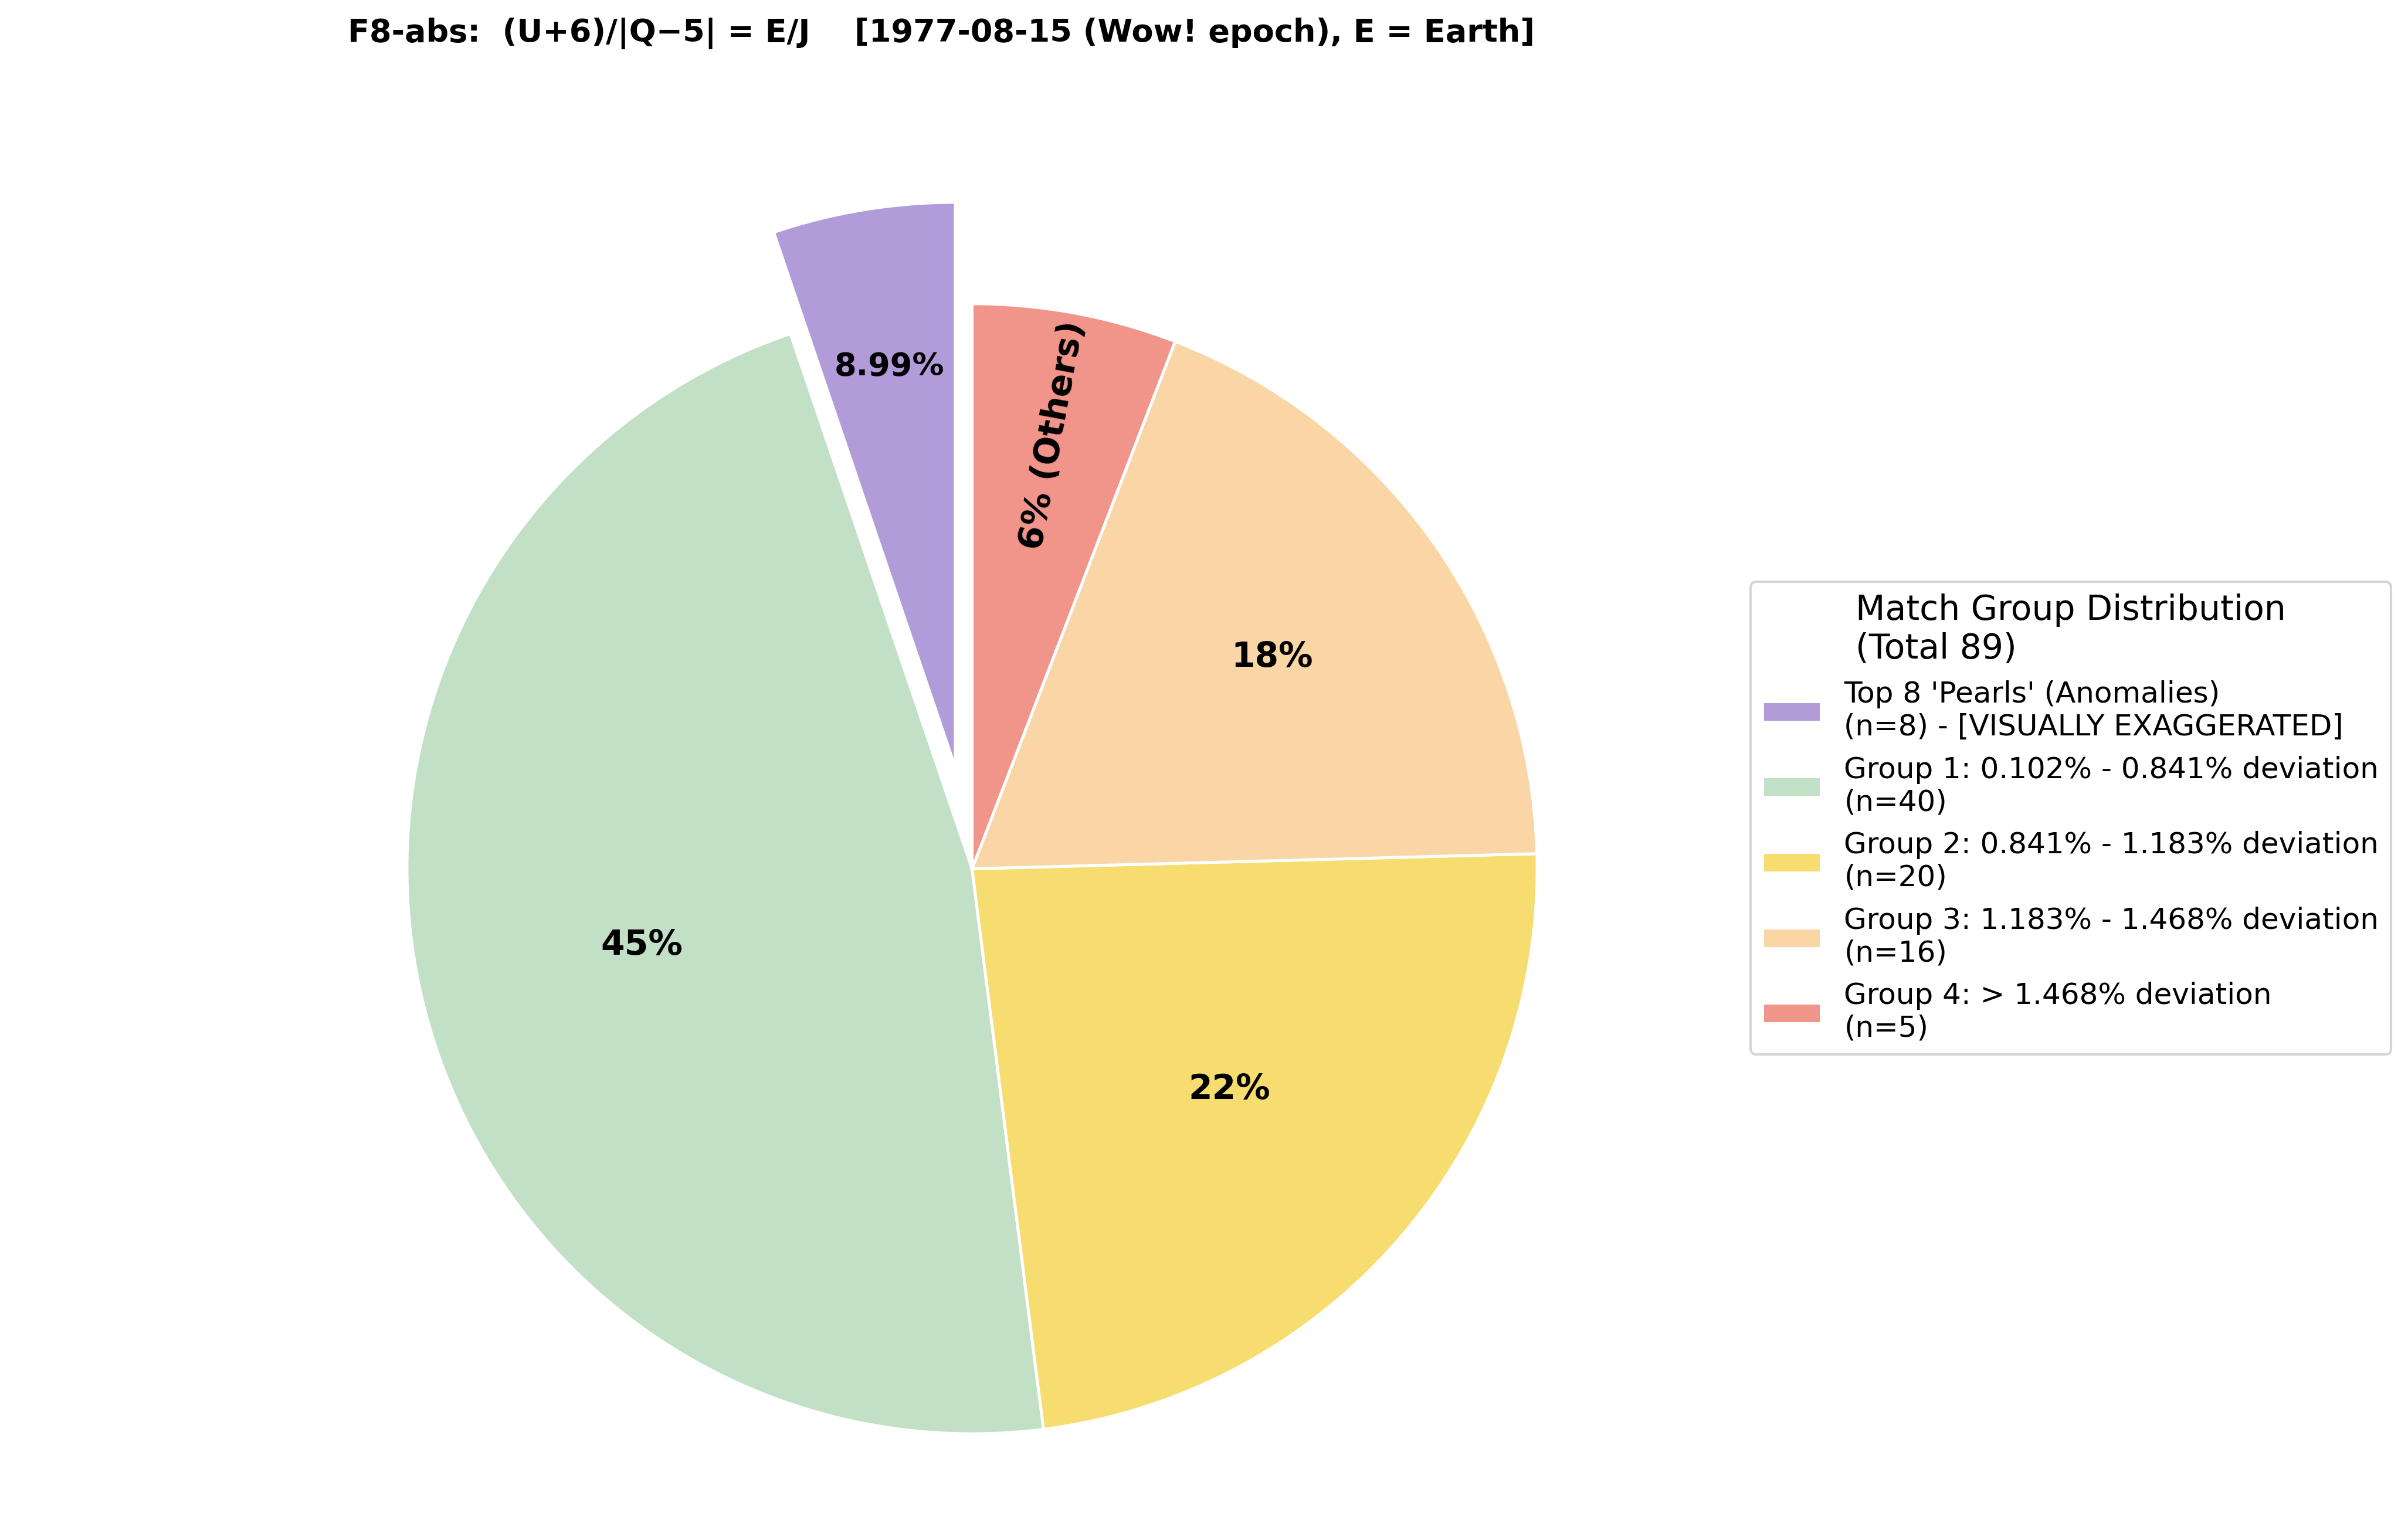 F8-abs:  (U+6)/|Q−5| = E/J    [1977-08-15 (Wow! epoch), E = Earth]
8.99%
6% (Others)
18%
45%
22%
Match Group Distribution
(Total 89)
Top 8 'Pearls' (Anomalies)
(n=8) - [VISUALLY EXAGGERATED]
Group 1: 0.102% - 0.841% deviation
(n=40)
Group 2: 0.841% - 1.183% deviation
(n=20)
Group 3: 1.183% - 1.468% deviation
(n=16)
Group 4: > 1.468% deviation
(n=5)